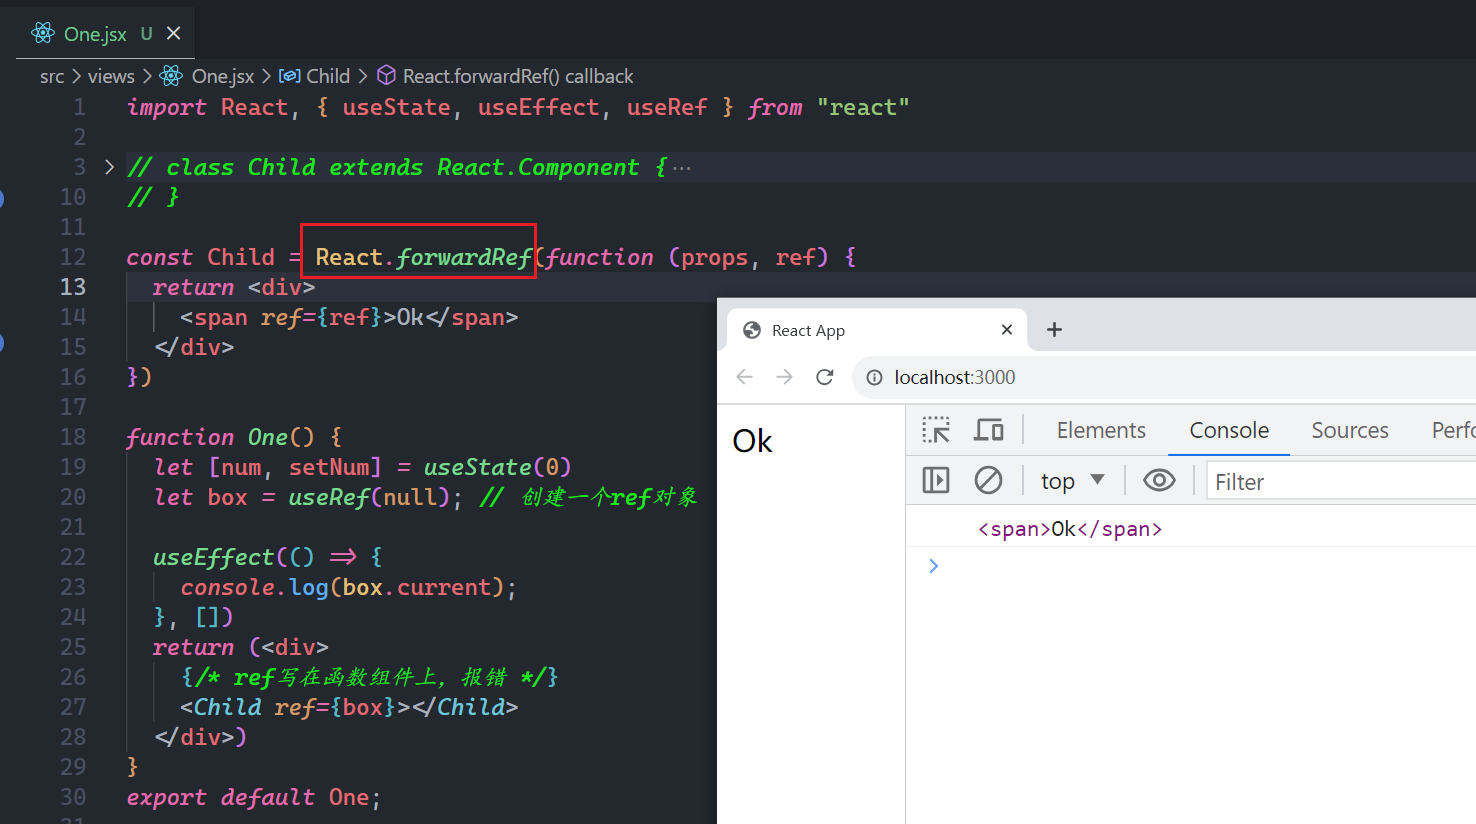 One.jsx U
src > views > One.jsx > Child > React.forwardRef() callback
1 import React, { useState, useEffect, useRef } from "react"
2
3 // class Child extends React.Component {···
10 // }
11
12 const Child = React.forwardRef(function (props, ref) {
13 return <div>
14 <span ref={ref}>Ok</span>
15 </div>
16 })
17
18 function One() {
19 let [num, setNum] = useState(0)
20 let box = useRef(null); // 创建一个ref对象
21
22 useEffect(() => {
23 console.log(box.current);
24 }, [])
25 return (<div>
26 {/* ref写在函数组件上，报错 */}
27 <Child ref={box}></Child>
28 </div>)
29 }
30 export default One;
React App
localhost:3000
Ok
Elements Console Sources
top Filter
<span>Ok</span>